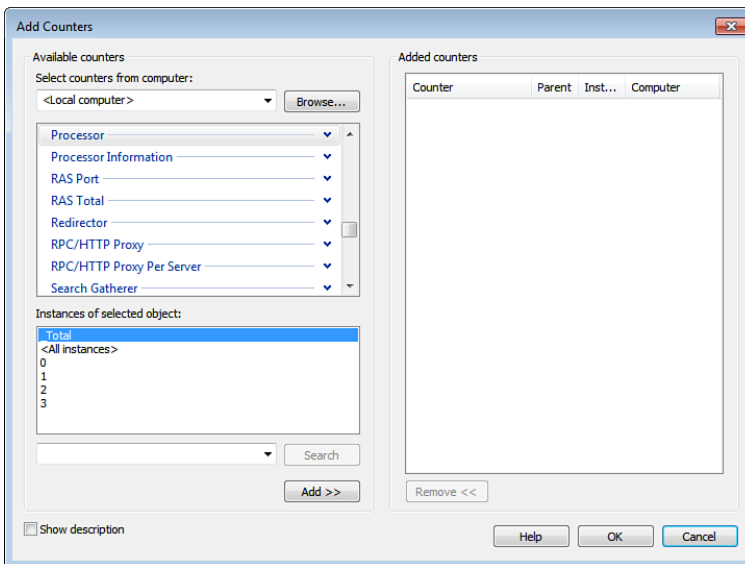 Add Counters
Available counters
Select counters from computer:
<Local computer>
Browse...
Processor
Processor Information
RAS Port
RAS Total
Redirector
RPC/HTTP Proxy
RPC/HTTP Proxy Per Server
Search Gatherer
Instances of selected object:
_Total
<All instances>
0
1
2
3
Search
Add >>
Show description
Added counters
Counter Parent Inst... Computer
Remove <<
Help OK Cancel